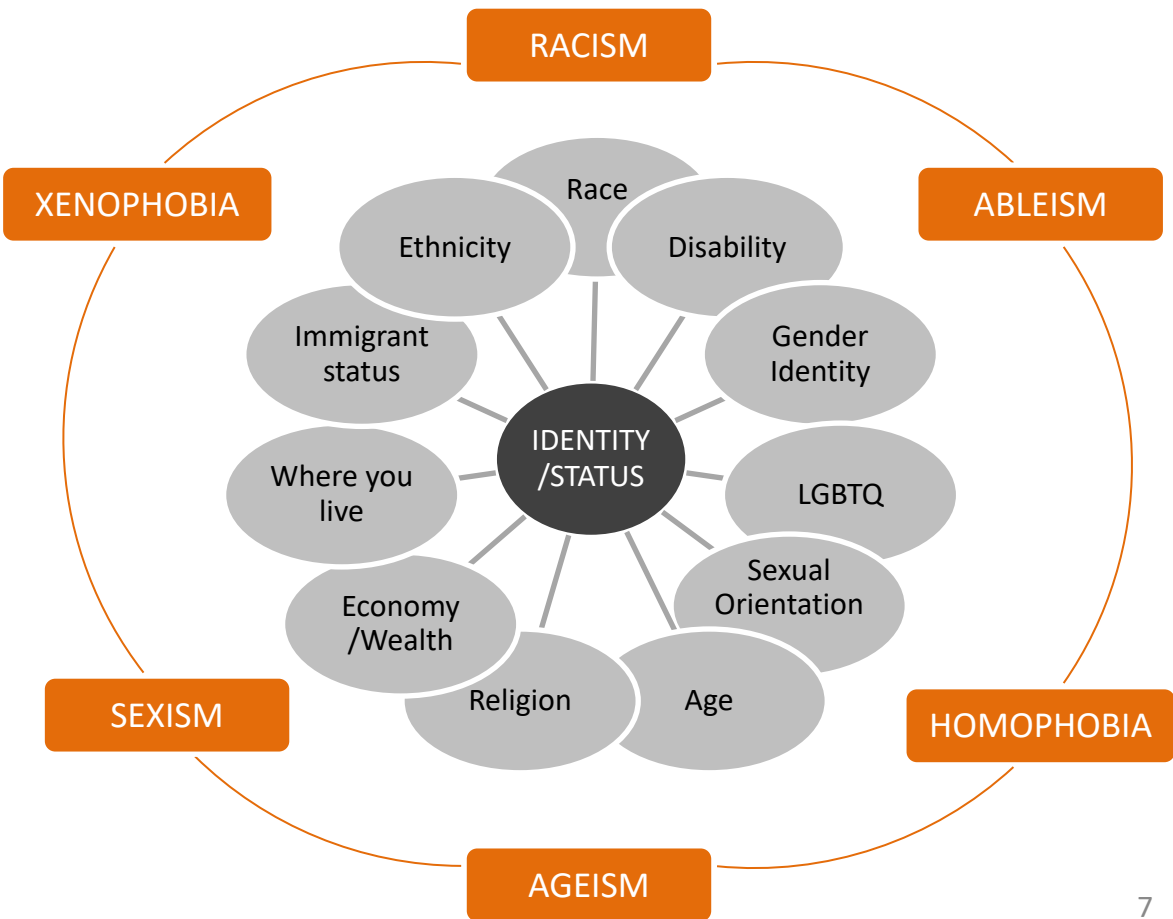 RACISM
XENOPHOBIA
ABLEISM
Race
Ethnicity
Disability
Immigrant
status
Gender
Identity
IDENTITY
/STATUS
Where you
live
LGBTQ
Sexual
Orientation
Economy
/Wealth
Religion
Age
SEXISM
HOMOPHOBIA
AGEISM
7